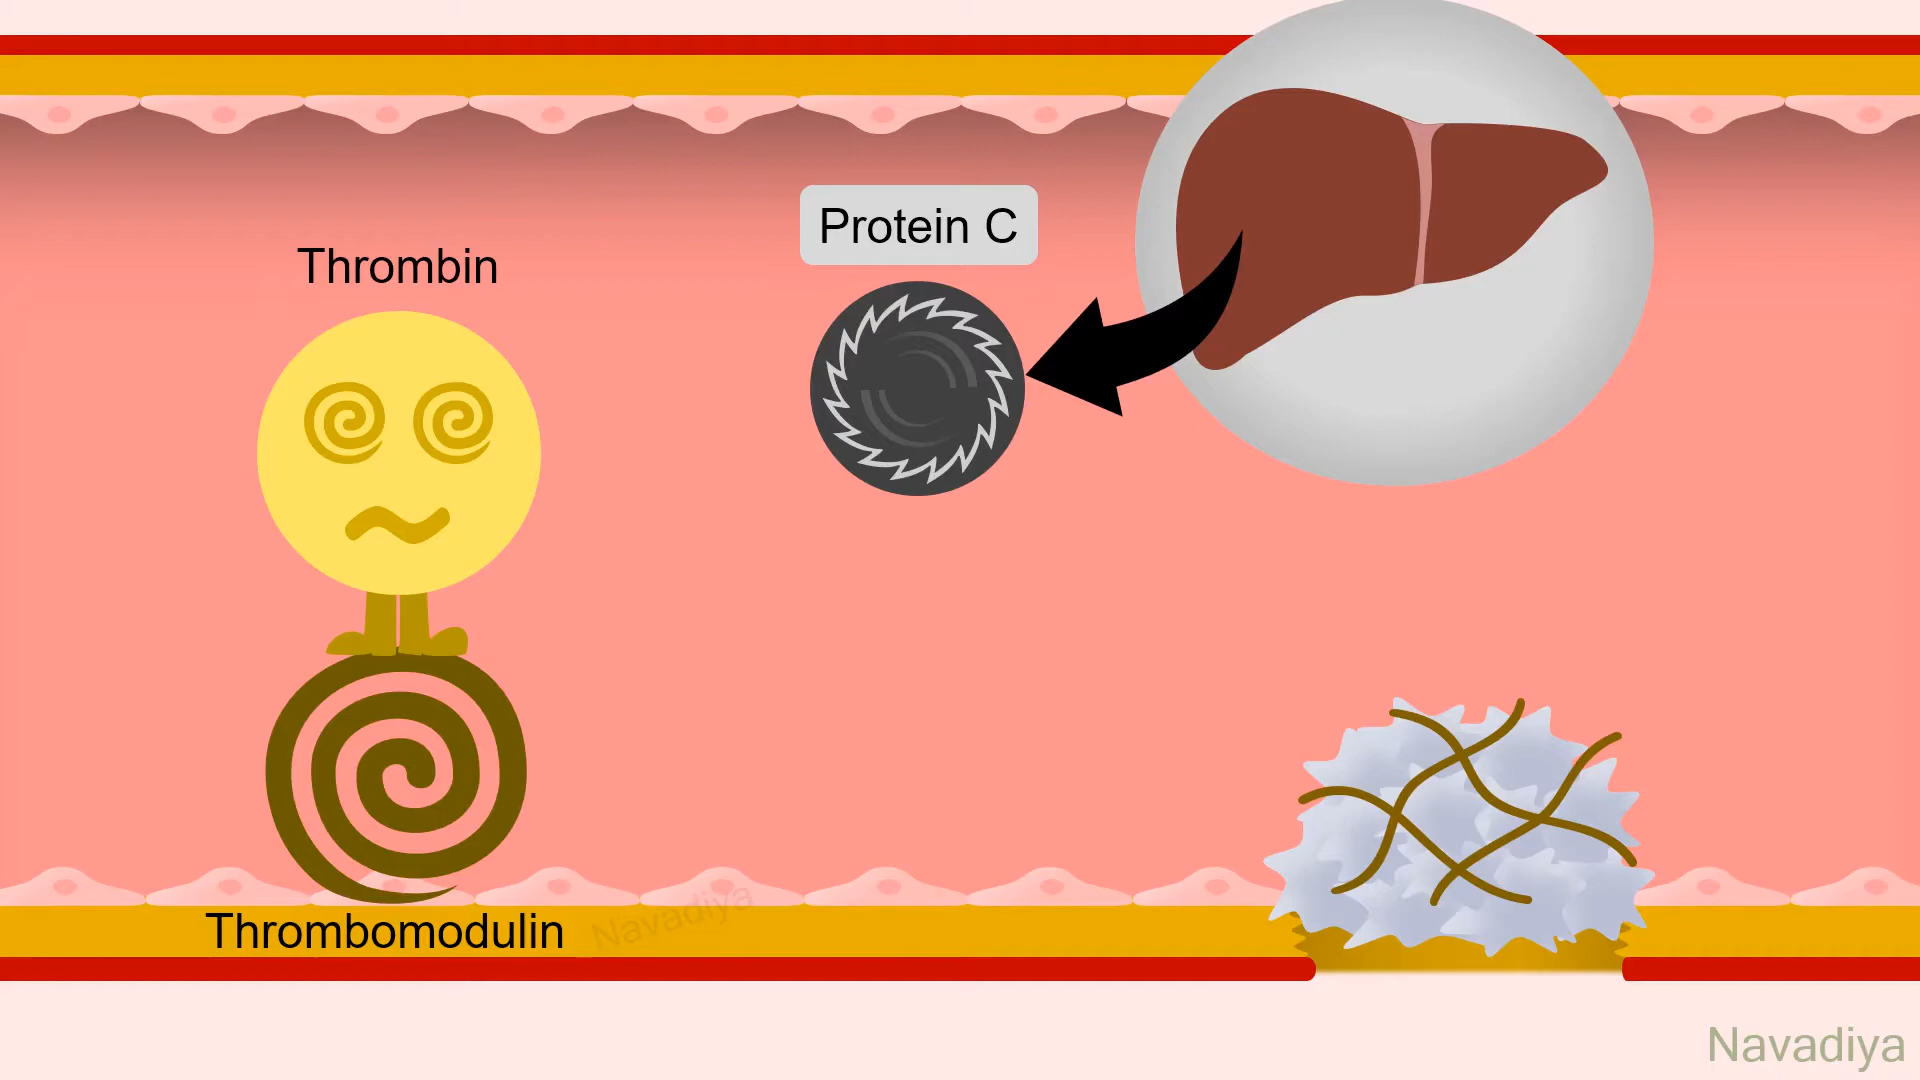 Protein C
Thrombin
Thrombomodulin
Navadiya
Navadiya